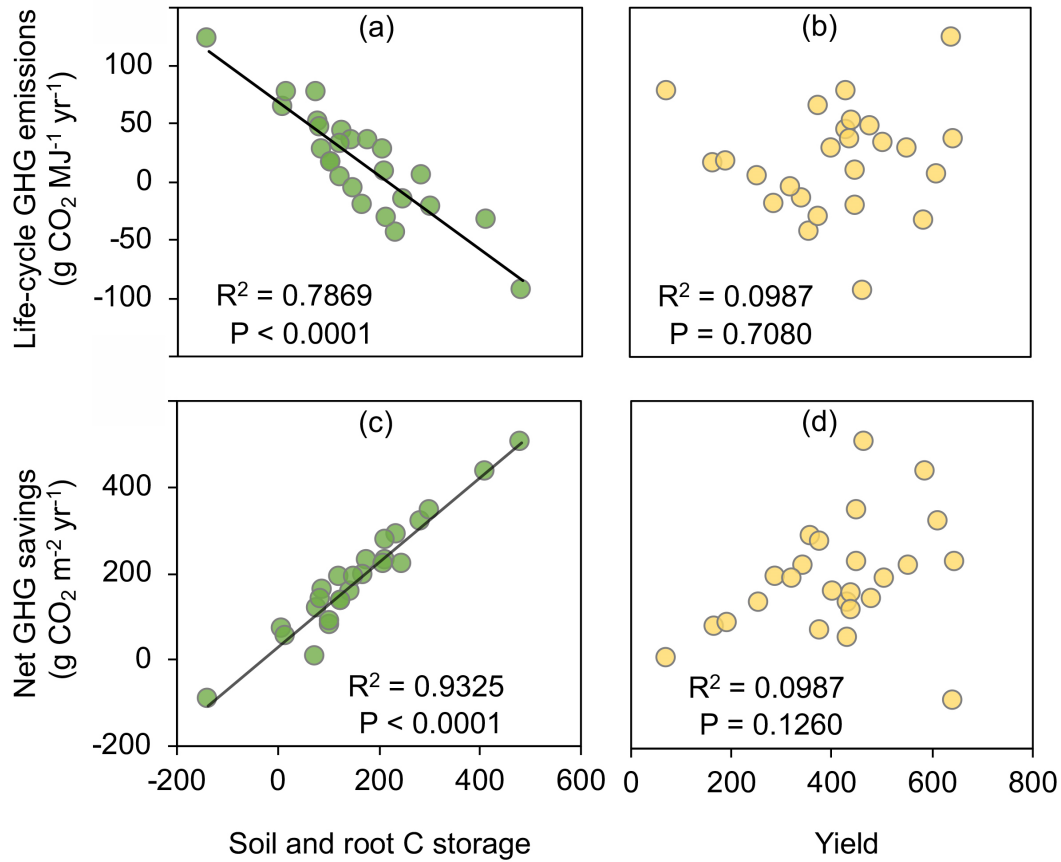 Life-cycle GHG emissions
(g CO2 MJ-1 yr-1)
100
50
0
-50
-100
(a)
R2 = 0.7869
P < 0.0001
(b)
R2 = 0.0987
P = 0.7080
Net GHG savings
(g CO2 m-2 yr-1)
400
200
0
-200
(c)
R2 = 0.9325
P < 0.0001
(d)
R2 = 0.0987
P = 0.1260
-200 0 200 400 600
0 200 400 600 800
Soil and root C storage
Yield